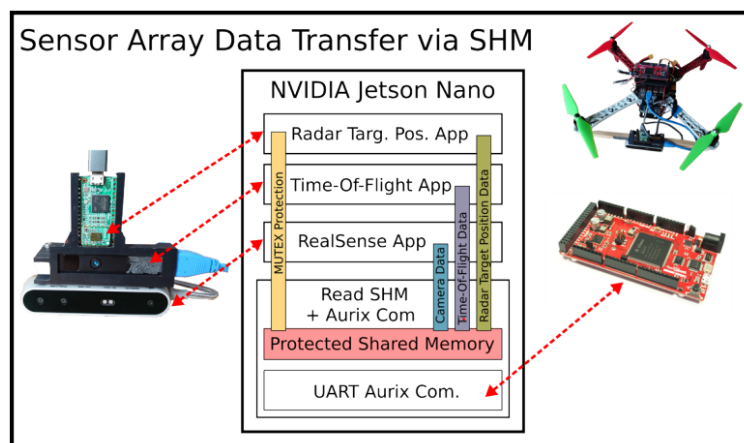 Sensor Array Data Transfer via SHM
NVIDIA Jetson Nano
Radar Targ. Pos. App
Time-Of-Flight App
RealSense App
Read SHM
+ Aurix Com
Protected Shared Memory
UART Aurix Com.
MUTEX Protection
Camera Data
Time-Of-Flight Data
Radar Target Position Data